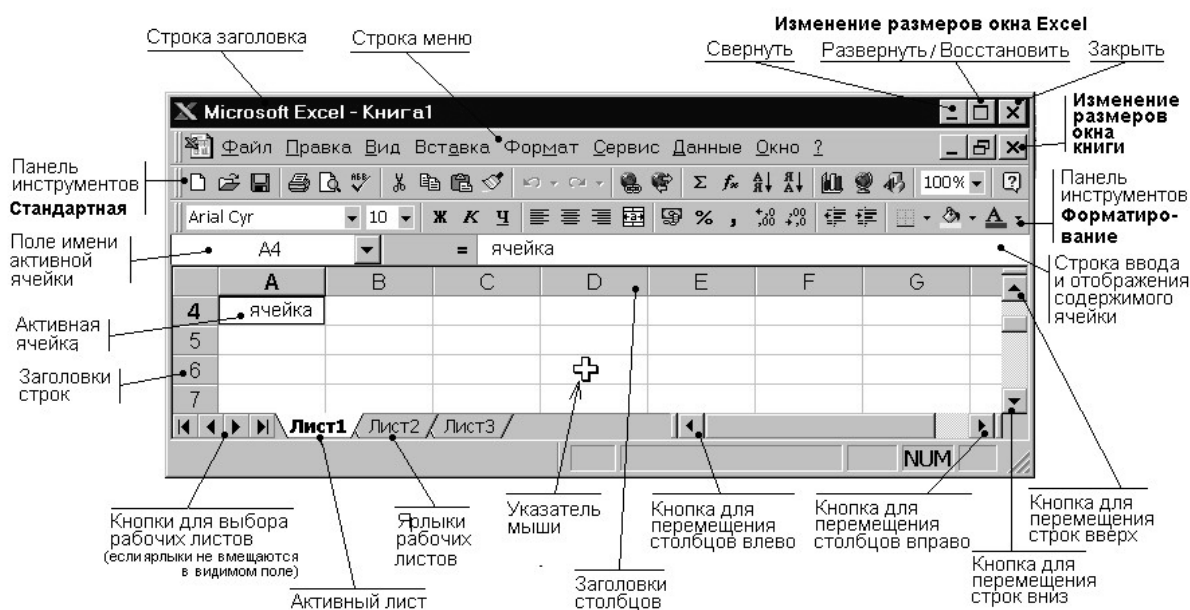 Изменение размеров окна Excel
Строка заголовка
Строка меню
Свернуть
Развернуть/Восстановить
Закрыть
Microsoft Excel - Книга1
Изменение
размеров
окна
книги
Файл Правка Вид Вставка Формат Сервис Данные Окно ?
Панель
инструментов
Стандартная
100%
Панель
инструментов
Форматиро-
вание
Arial Cyr
10
Ж К Ч
Поле имени
активной
ячейки
A4
= ячейка
Строка ввода
и отображения
содержимого
ячейки
A B C D E F G
4 ячейка
5
6
7
Активная
ячейка
Заголовки
строк
Лист1 Лист2 Лист3
NUM
Кнопки для выбора
рабочих листов
(если ярлыки не вмещаются
в видимом поле)
Активный лист
Ярлыки
рабочих
листов
Указатель
мыши
Заголовки
столбцов
Кнопка для
перемещения
столбцов влево
Кнопка для
перемещения
столбцов вправо
Кнопка для
перемещения
строк вверх
Кнопка для
перемещения
строк вниз